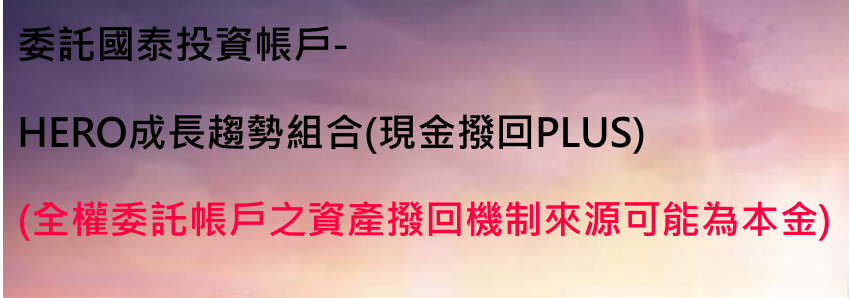 委託國泰投資帳戶-
HERO成長趨勢組合(現金撥回PLUS)
(全權委託帳戶之資產撥回機制來源可能為本金)